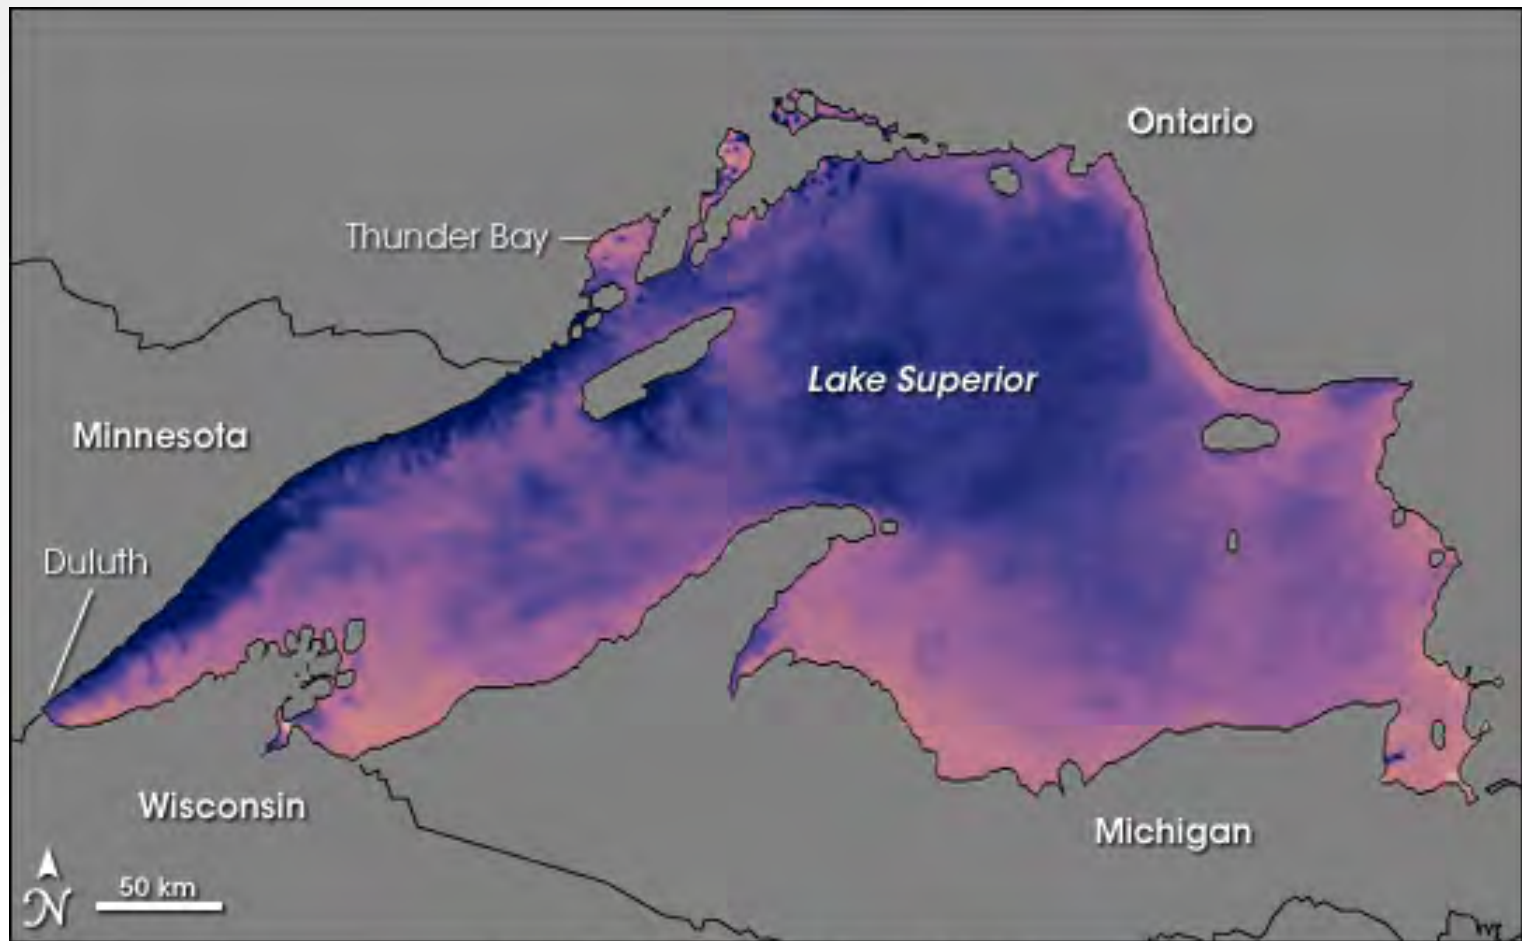 Ontario
Thunder Bay
Lake Superior
Minnesota
Duluth
Wisconsin
Michigan
50 km
N